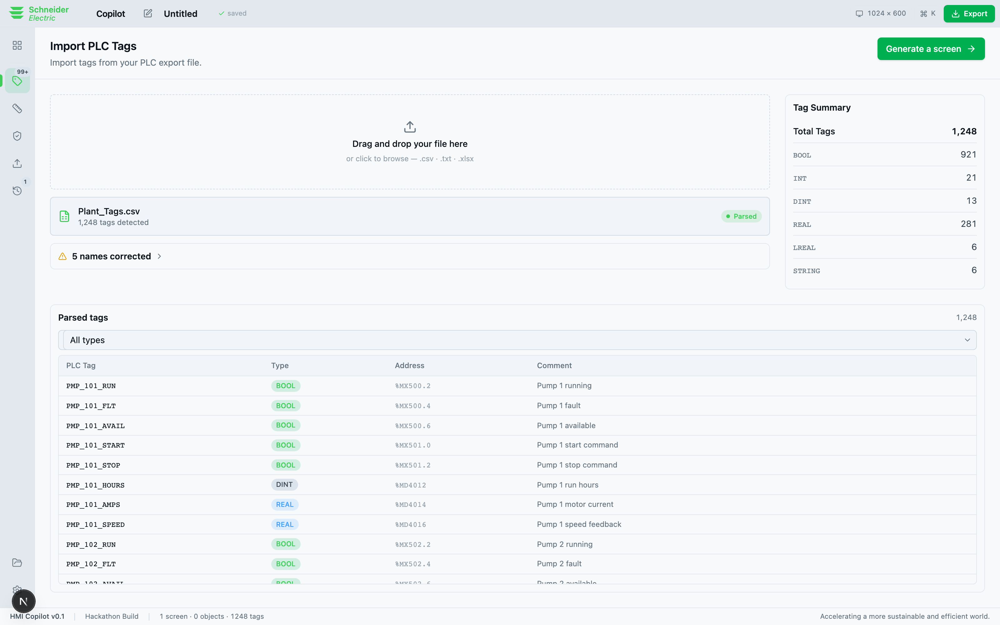 Schneider
Electric
Copilot
Untitled
saved
1024 × 600
⌘ K
Export
99+
1
Import PLC Tags
Import tags from your PLC export file.
Generate a screen →
Drag and drop your file here
or click to browse — .csv · .txt · .xlsx
Plant_Tags.csv
1,248 tags detected
Parsed
5 names corrected
Tag Summary
Total Tags 1,248
BOOL 921
INT 21
DINT 13
REAL 281
LREAL 6
STRING 6
Parsed tags 1,248
All types
PLC Tag Type Address Comment
PMP_101_RUN BOOL %MX500.2 Pump 1 running
PMP_101_FLT BOOL %MX500.4 Pump 1 fault
PMP_101_AVAIL BOOL %MX500.6 Pump 1 available
PMP_101_START BOOL %MX501.0 Pump 1 start command
PMP_101_STOP BOOL %MX501.2 Pump 1 stop command
PMP_101_HOURS DINT %MD4012 Pump 1 run hours
PMP_101_AMPS REAL %MD4014 Pump 1 motor current
PMP_101_SPEED REAL %MD4016 Pump 1 speed feedback
PMP_102_RUN BOOL %MX502.2 Pump 2 running
PMP_102_FLT BOOL %MX502.4 Pump 2 fault
PMP_102_AVAIL BOOL %MX502.6 Pump 2 available
N
HMI Copilot v0.1
Hackathon Build
1 screen · 0 objects · 1248 tags
Accelerating a more sustainable and efficient world.